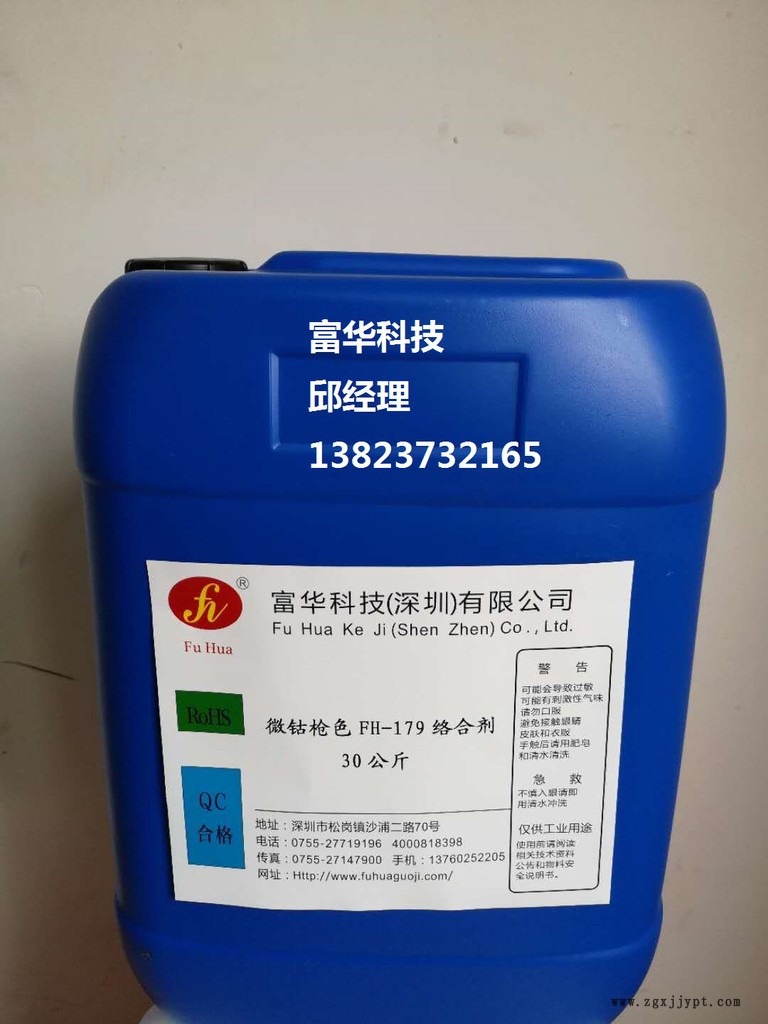 富华科技
邱经理
13823732165
fh ®
Fu Hua
富华科技(深圳)有限公司
Fu Hua Ke Ji (Shen Zhen) Co., Ltd.
RoHS
微钴枪色 FH-179 络合剂
30公斤
QC
合格
地址：深圳市松岗镇沙浦二路70号
电话：0755-27719196 4000818398
传真：0755-27147900 手机：13760252205
网址：Http://www.fuhuaguoji.com/
警 告
可能会导致过敏
可能有刺激性气味
请勿口服
避免接触眼睛
皮肤和衣服
手触后请用肥皂
和清水清洗
急 救
不慎入眼请即
用清水冲洗
仅供工业用途
使用前请阅读
相关技术资料
公告和物料安
全说明书。
www.zgxjjypt.com